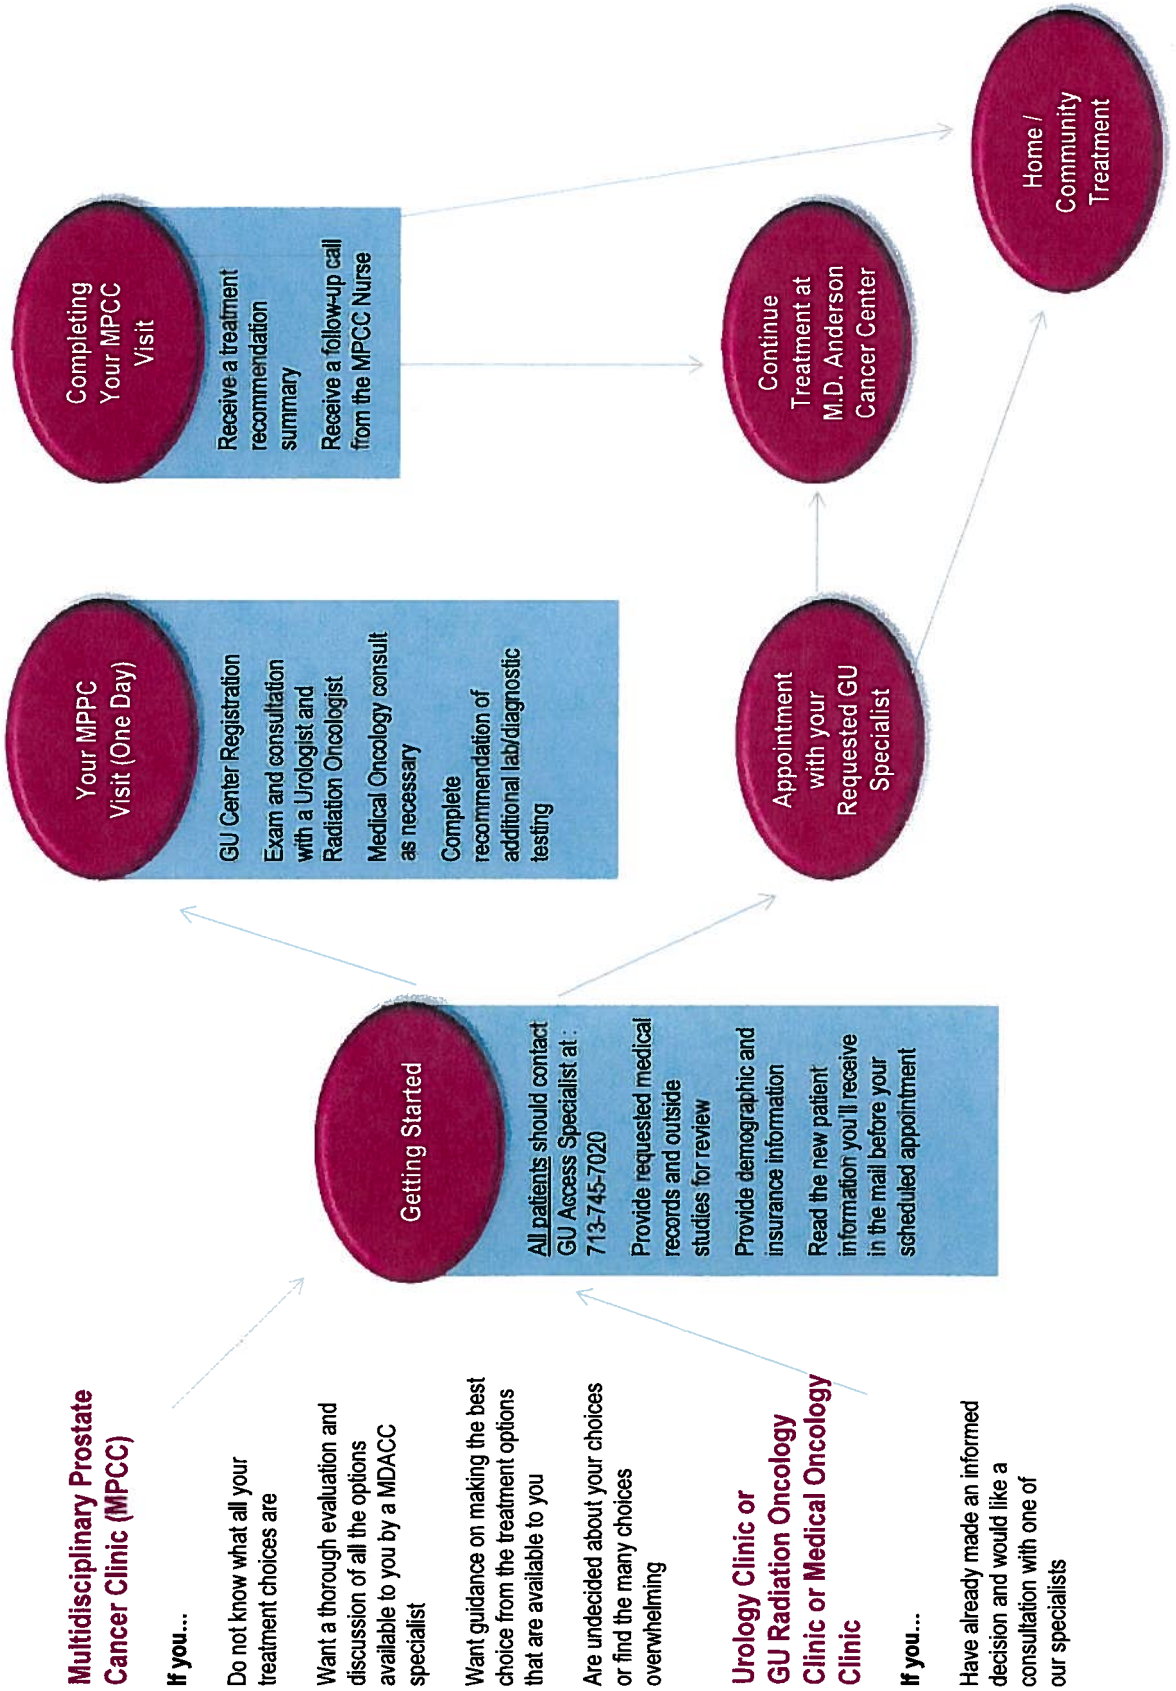 Multidisciplinary Prostate
Cancer Clinic (MPCC)
If you...
Do not know what all your
treatment choices are
Want a thorough evaluation and
discussion of all the options
available to you by a MDACC
specialist
Want guidance on making the best
choice from the treatment options
that are available to you
Are undecided about your choices
or find the many choices
overwhelming
Urology Clinic or
GU Radiation Oncology
Clinic or Medical Oncology
Clinic
If you...
Have already made an informed
decision and would like a
consultation with one of
our specialists
Getting Started
All patients should contact
GU Access Specialist at :
713-745-7020
Provide requested medical
records and outside
studies for review
Provide demographic and
insurance information
Read the new patient
information you'll receive
in the mail before your
scheduled appointment
Your MPPC
Visit (One Day)
GU Center Registration
Exam and consultation
with a Urologist and
Radiation Oncologist
Medical Oncology consult
as necessary
Complete
recommendation of
additional lab/diagnostic
testing
Appointment
with your
Requested GU
Specialist
Completing
Your MPCC
Visit
Receive a treatment
recommendation
summary
Receive a follow-up call
from the MPCC Nurse
Continue
Treatment at
M.D. Anderson
Cancer Center
Home /
Community
Treatment